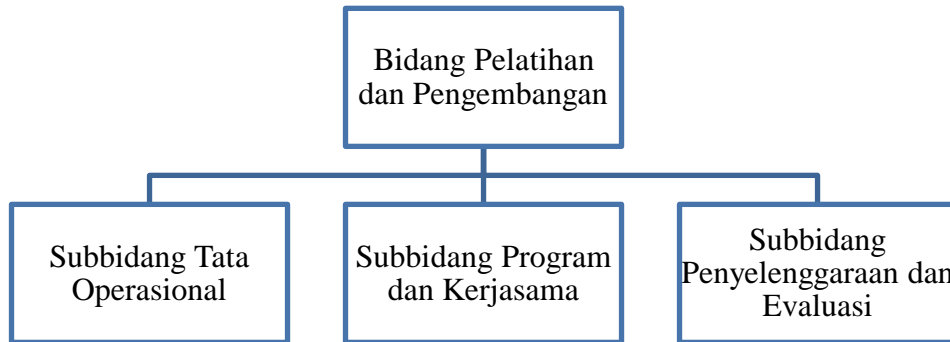 Bidang Pelatihan
dan Pengembangan
Subbidang Tata
Operasional
Subbidang Program
dan Kerjasama
Subbidang
Penyelenggaraan dan
Evaluasi